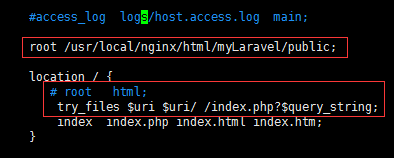 #access_log  logs/host.access.log  main;
root /usr/local/nginx/html/myLaravel/public;
location / {
# root   html;
try_files $uri $uri/ /index.php?$query_string;
index  index.php index.html index.htm;
}